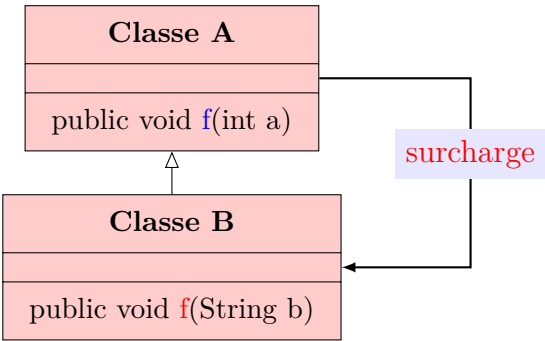 Classe A
public void f(int a)
surcharge
Classe B
public void f(String b)